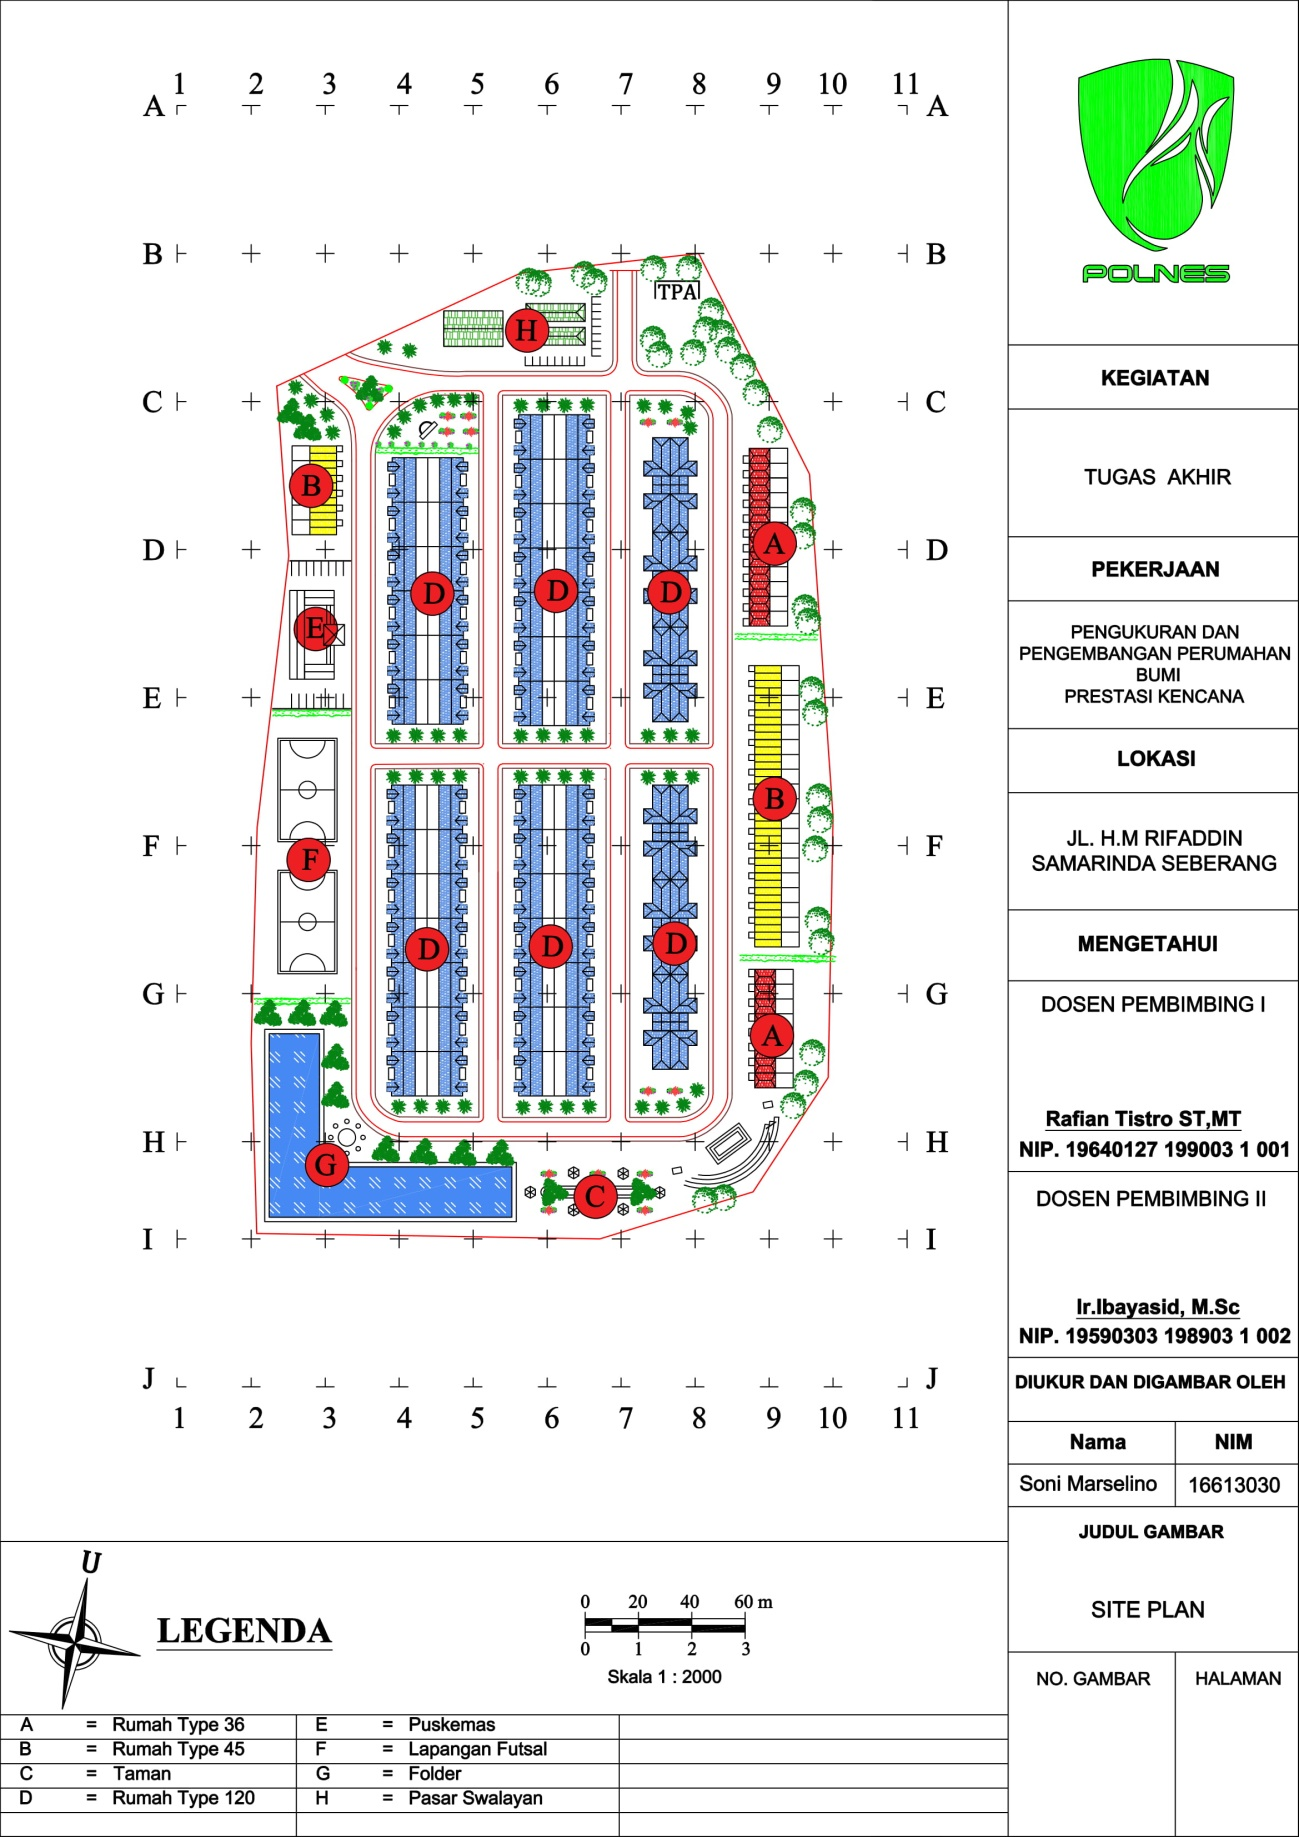 1 2 3 4 5 6 7 8 9 10 11
A A
B B
TPA
H
C C
B
A
D D
D D D
E
E E
B
F F
F
D D D
G G
A
H H
G
C
I I
J J
1 2 3 4 5 6 7 8 9 10 11
U
LEGENDA
0 20 40 60 m
0 1 2 3
Skala 1 : 2000
A = Rumah Type 36
B = Rumah Type 45
C = Taman
D = Rumah Type 120
E = Puskemas
F = Lapangan Futsal
G = Folder
H = Pasar Swalayan
POLNES
KEGIATAN
TUGAS AKHIR
PEKERJAAN
PENGUKURAN DAN
PENGEMBANGAN PERUMAHAN
BUMI
PRESTASI KENCANA
LOKASI
JL. H.M RIFADDIN
SAMARINDA SEBERANG
MENGETAHUI
DOSEN PEMBIMBING I
Rafian Tistro ST,MT
NIP. 19640127 199003 1 001
DOSEN PEMBIMBING II
Ir.Ibayasid, M.Sc
NIP. 19590303 198903 1 002
DIUKUR DAN DIGAMBAR OLEH
Nama NIM
Soni Marselino 16613030
JUDUL GAMBAR
SITE PLAN
NO. GAMBAR HALAMAN